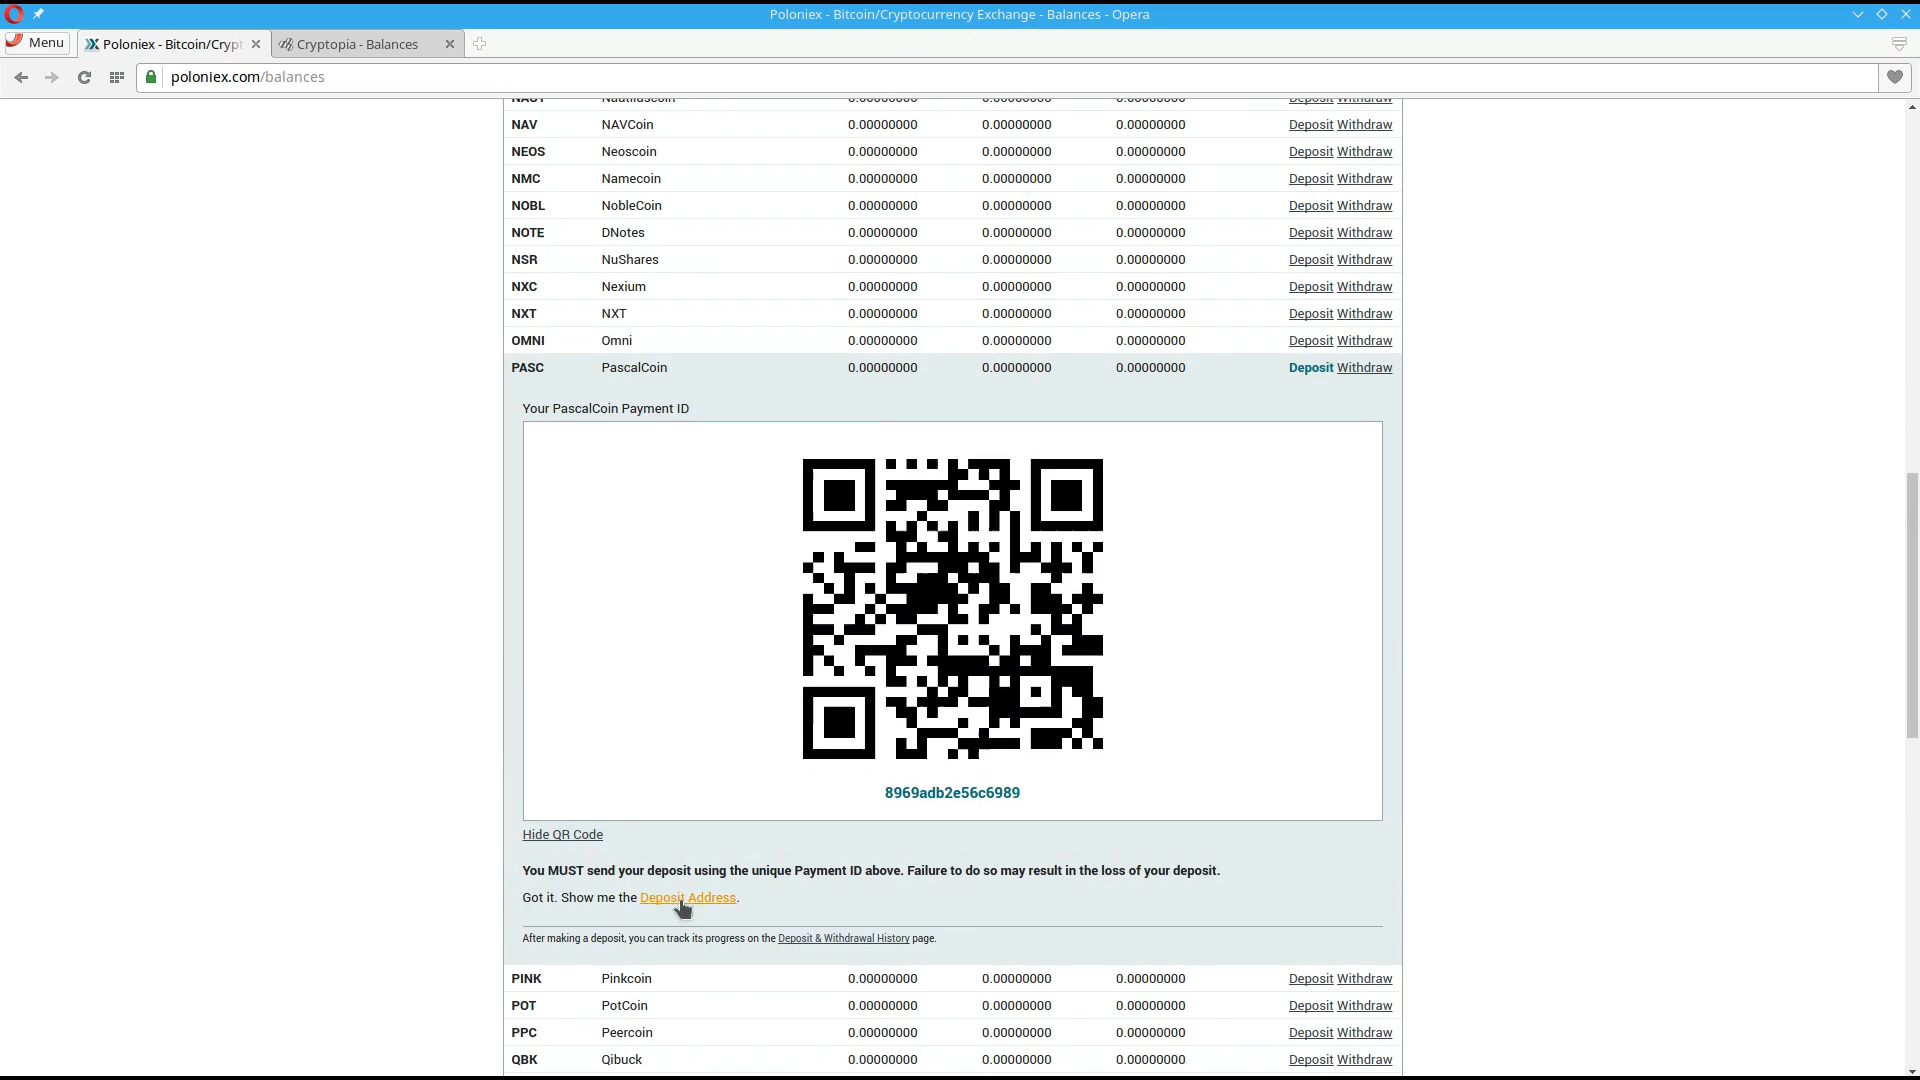 Poloniex - Bitcoin/Cryptocurrency Exchange - Balances - Opera
Menu Poloniex - Bitcoin/Crypt Cryptopia - Balances
poloniex.com/balances
NAUT Nautiluscoin 0.00000000 0.00000000 0.00000000 Deposit Withdraw
NAV NAVCoin 0.00000000 0.00000000 0.00000000 Deposit Withdraw
NEOS Neoscoin 0.00000000 0.00000000 0.00000000 Deposit Withdraw
NMC Namecoin 0.00000000 0.00000000 0.00000000 Deposit Withdraw
NOBL NobleCoin 0.00000000 0.00000000 0.00000000 Deposit Withdraw
NOTE DNotes 0.00000000 0.00000000 0.00000000 Deposit Withdraw
NSR NuShares 0.00000000 0.00000000 0.00000000 Deposit Withdraw
NXC Nexium 0.00000000 0.00000000 0.00000000 Deposit Withdraw
NXT NXT 0.00000000 0.00000000 0.00000000 Deposit Withdraw
OMNI Omni 0.00000000 0.00000000 0.00000000 Deposit Withdraw
PASC PascalCoin 0.00000000 0.00000000 0.00000000 Deposit Withdraw
Your PascalCoin Payment ID
8969adb2e56c6989
Hide QR Code
You MUST send your deposit using the unique Payment ID above. Failure to do so may result in the loss of your deposit.
Got it. Show me the Deposit Address.
After making a deposit, you can track its progress on the Deposit & Withdrawal History page.
PINK Pinkcoin 0.00000000 0.00000000 0.00000000 Deposit Withdraw
POT PotCoin 0.00000000 0.00000000 0.00000000 Deposit Withdraw
PPC Peercoin 0.00000000 0.00000000 0.00000000 Deposit Withdraw
QBK Qibuck 0.00000000 0.00000000 0.00000000 Deposit Withdraw